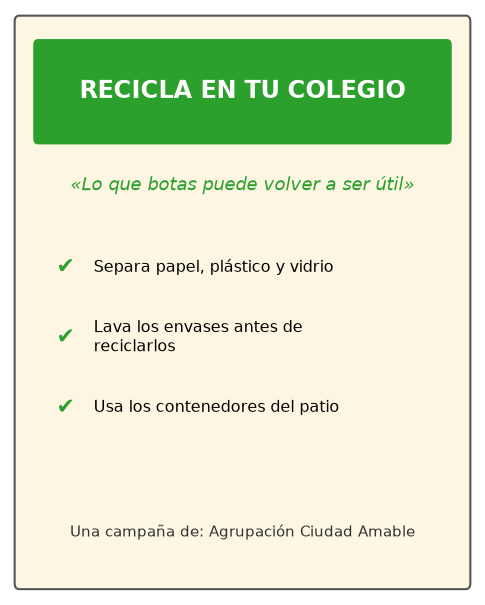 RECICLA EN TU COLEGIO
«Lo que botas puede volver a ser útil»
✔ Separa papel, plástico y vidrio
✔ Lava los envases antes de
reciclarlos
✔ Usa los contenedores del patio
Una campaña de: Agrupación Ciudad Amable